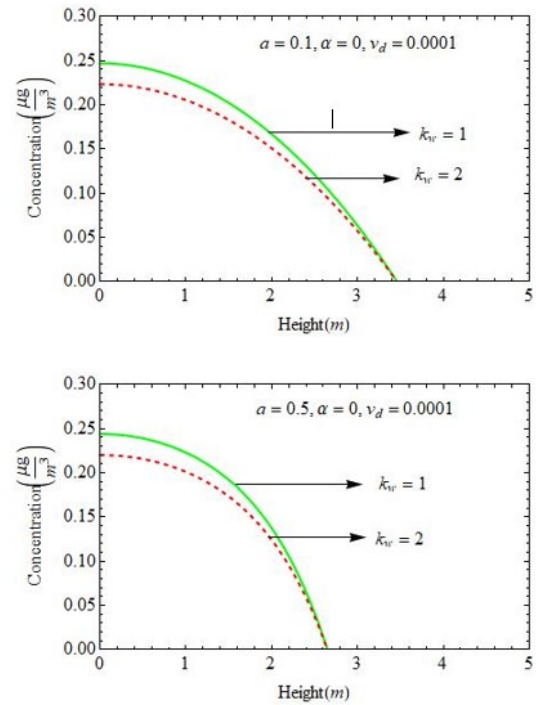 0.30
a = 0.1, α = 0, v_d = 0.0001
0.25
0.20
0.15
0.10
0.05
0.00
Concentration(μg/m³)
k_w = 1
k_w = 2
0 1 2 3 4 5
Height(m)
0.30
a = 0.5, α = 0, v_d = 0.0001
0.25
0.20
0.15
0.10
0.05
0.00
Concentration(μg/m³)
k_w = 1
k_w = 2
0 1 2 3 4 5
Height(m)